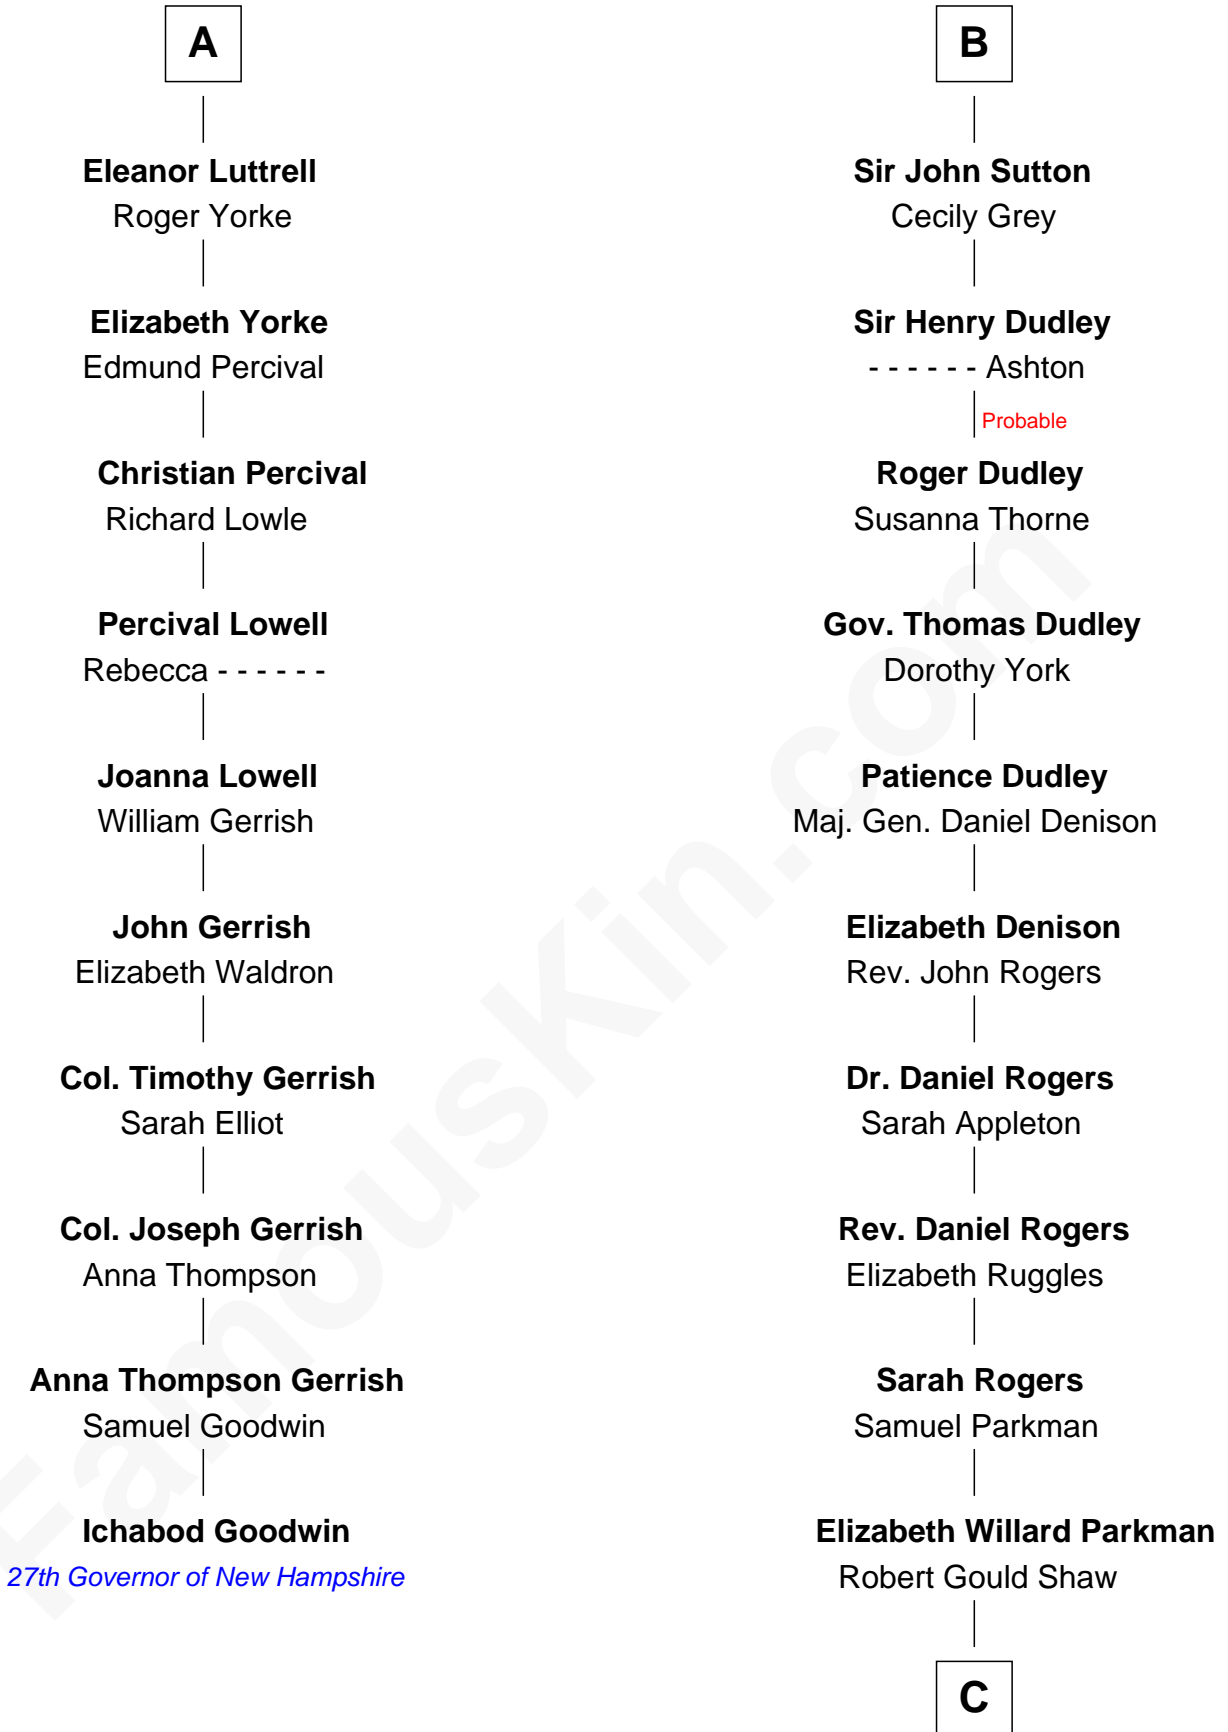 A
Eleanor Luttrell
Roger Yorke
Elizabeth Yorke
Edmund Percival
Christian Percival
Richard Lowle
Percival Lowell
Rebecca - - - - - -
Joanna Lowell
William Gerrish
John Gerrish
Elizabeth Waldron
Col. Timothy Gerrish
Sarah Elliot
Col. Joseph Gerrish
Anna Thompson
Anna Thompson Gerrish
Samuel Goodwin
Ichabod Goodwin
27th Governor of New Hampshire
B
Sir John Sutton
Cecily Grey
Sir Henry Dudley
- - - - - - Ashton
Probable
Roger Dudley
Susanna Thorne
Gov. Thomas Dudley
Dorothy York
Patience Dudley
Maj. Gen. Daniel Denison
Elizabeth Denison
Rev. John Rogers
Dr. Daniel Rogers
Sarah Appleton
Rev. Daniel Rogers
Elizabeth Ruggles
Sarah Rogers
Samuel Parkman
Elizabeth Willard Parkman
Robert Gould Shaw
C
FamousKin.com